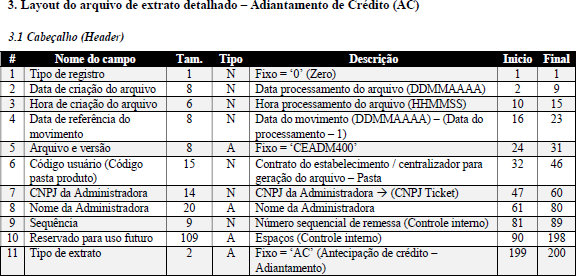 3. Layout do arquivo de extrato detalhado – Adiantamento de Crédito (AC)
3.1 Cabeçalho (Header)
# Nome do campo Tam. Tipo Descrição Inicio Final
1 Tipo de registro 1 N Fixo = ‘0’ (Zero) 1 1
2 Data de criação do arquivo 8 N Data processamento do arquivo (DDMMAAAA) 2 9
3 Hora de criação do arquivo 6 N Hora processamento do arquivo (HHMMSS) 10 15
4 Data de referência do movimento 8 N Data do movimento (DDMMAAAA) – (Data do processamento – 1) 16 23
5 Arquivo e versão 8 A Fixo = ‘CEADM400’ 24 31
6 Código usuário (Código pasta produto) 15 N Contrato do estabelecimento / centralizador para geração do arquivo – Pasta 32 46
7 CNPJ da Administradora 14 N CNPJ da Administradora → (CNPJ Ticket) 47 60
8 Nome da Administradora 20 A Nome da Administradora 61 80
9 Sequência 9 N Número sequencial de remessa (Controle interno) 81 89
10 Reservado para uso futuro 109 A Espaços (Controle interno) 90 198
11 Tipo de extrato 2 A Fixo = ‘AC’ (Antecipação de crédito – Adiantamento) 199 200